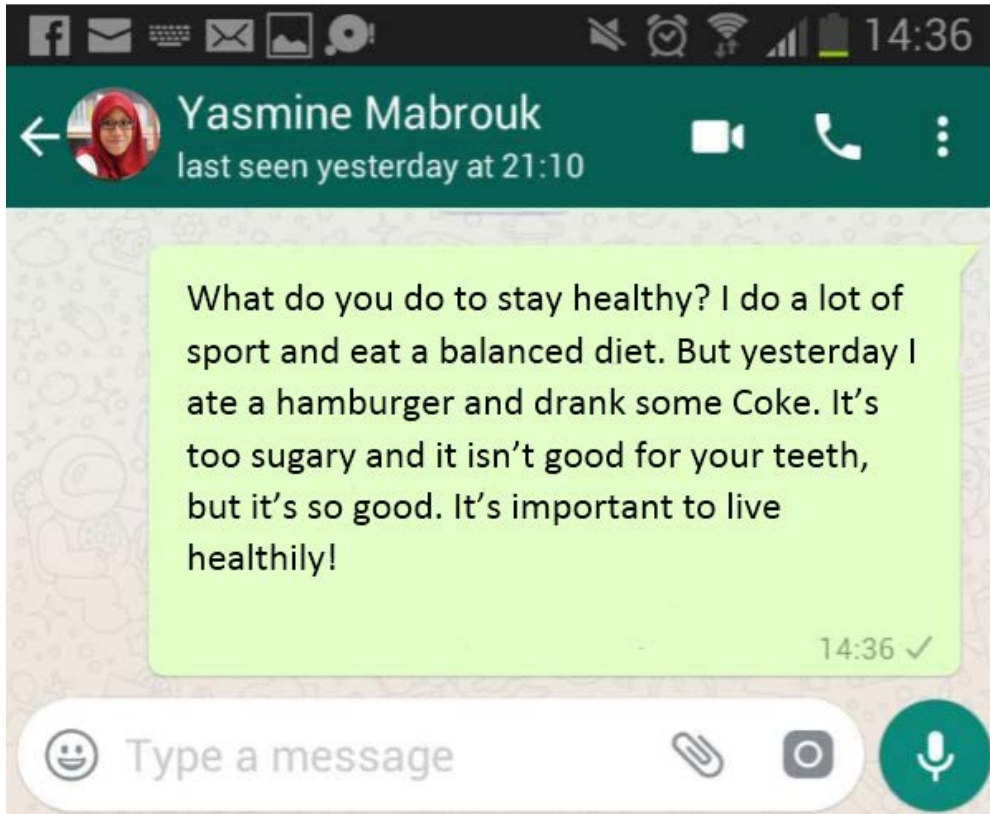 14:36
Yasmine Mabrouk
last seen yesterday at 21:10
What do you do to stay healthy? I do a lot of
sport and eat a balanced diet. But yesterday I
ate a hamburger and drank some Coke. It’s
too sugary and it isn’t good for your teeth,
but it’s so good. It’s important to live
healthily!
14:36
Type a message